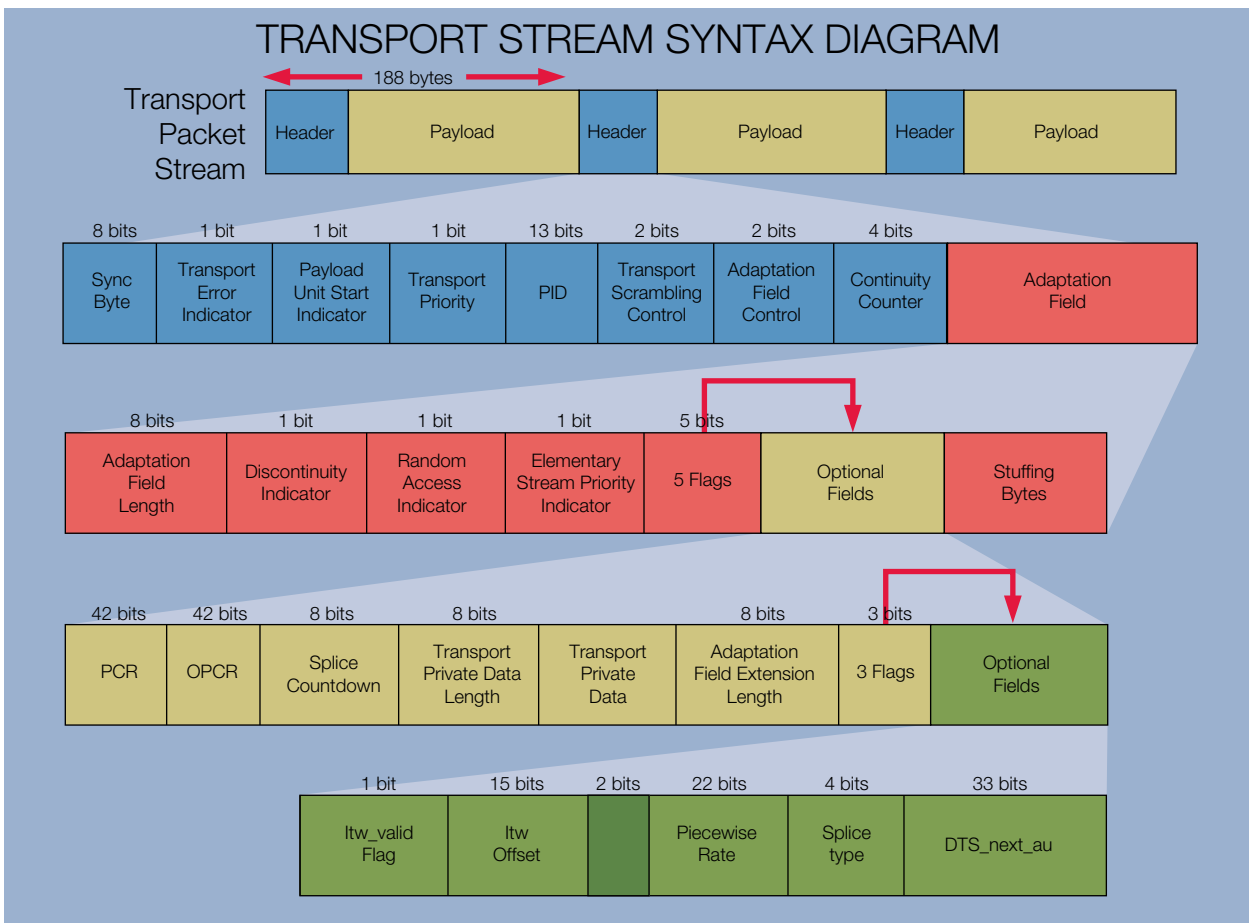 TRANSPORT STREAM SYNTAX DIAGRAM
188 bytes
Transport
Packet
Stream
Header
Payload
Header
Payload
Header
Payload
8 bits
1 bit
1 bit
1 bit
13 bits
2 bits
2 bits
4 bits
Sync
Byte
Transport
Error
Indicator
Payload
Unit Start
Indicator
Transport
Priority
PID
Transport
Scrambling
Control
Adaptation
Field
Control
Continuity
Counter
Adaptation
Field
8 bits
1 bit
1 bit
1 bit
5 bits
Adaptation
Field
Length
Discontinuity
Indicator
Random
Access
Indicator
Elementary
Stream Priority
Indicator
5 Flags
Optional
Fields
Stuffing
Bytes
42 bits
42 bits
8 bits
8 bits
8 bits
3 bits
PCR
OPCR
Splice
Countdown
Transport
Private Data
Length
Transport
Private
Data
Adaptation
Field Extension
Length
3 Flags
Optional
Fields
1 bit
15 bits
2 bits
22 bits
4 bits
33 bits
ltw_valid
Flag
ltw
Offset
Piecewise
Rate
Splice
type
DTS_next_au